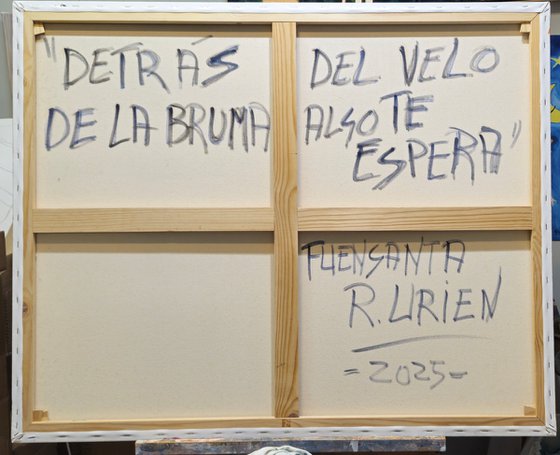 "DETRÁS DEL VELO
DE LA BRUMA ALGO TE
ESPERA"
FUENSANTA
R. URIEN
=2025-